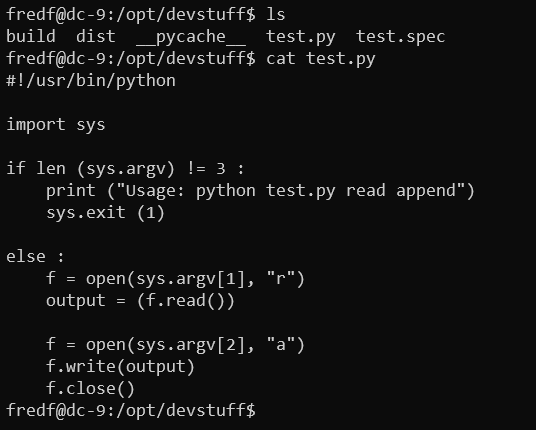 fredf@dc-9:/opt/devstuff$ ls
build  dist  __pycache__  test.py  test.spec
fredf@dc-9:/opt/devstuff$ cat test.py
#!/usr/bin/python

import sys

if len (sys.argv) != 3 :
    print ("Usage: python test.py read append")
    sys.exit (1)

else :
    f = open(sys.argv[1], "r")
    output = (f.read())

    f = open(sys.argv[2], "a")
    f.write(output)
    f.close()
fredf@dc-9:/opt/devstuff$